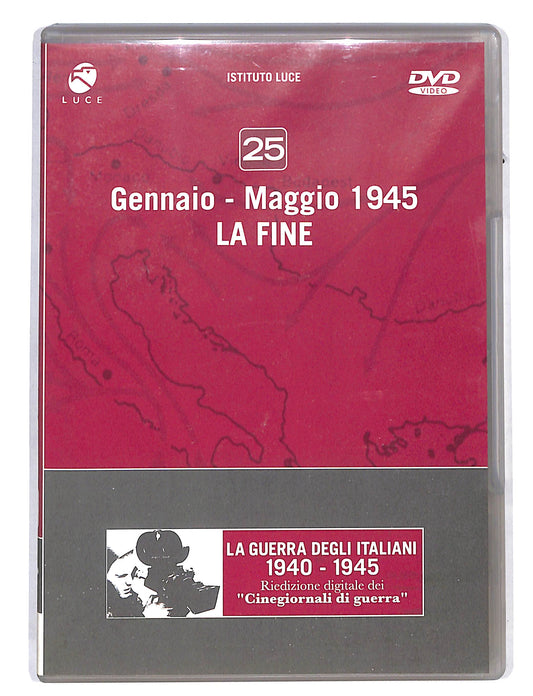 LUCE
ISTITUTO LUCE
DVD
VIDEO
25
Gennaio - Maggio 1945
LA FINE
Roma
LA GUERRA DEGLI ITALIANI
1940 - 1945
Riedizione digitale dei
"Cinegiornali di guerra"